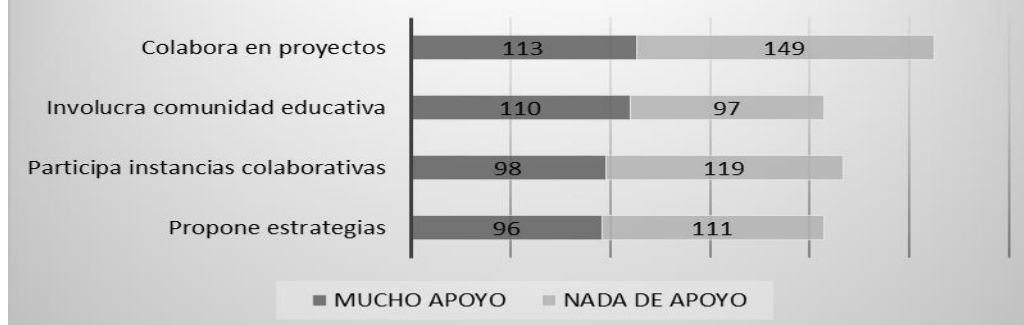 Colabora en proyectos 113 149
Involucra comunidad educativa 110 97
Participa instancias colaborativas 98 119
Propone estrategias 96 111
MUCHO APOYO NADA DE APOYO